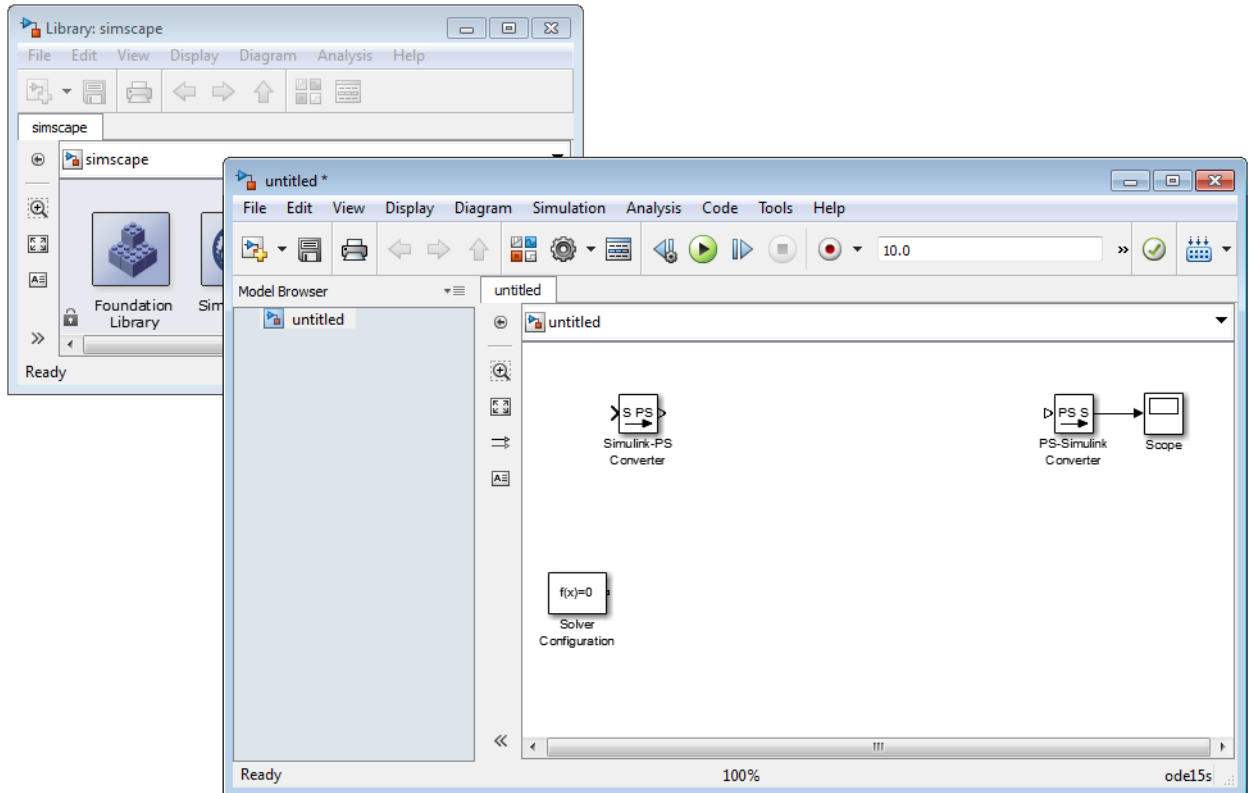 Library: simscape
File Edit View Display Diagram Analysis Help
simscape
simscape
Foundation
Library
Sim
Ready
untitled *
File Edit View Display Diagram Simulation Analysis Code Tools Help
10.0
Model Browser
untitled
untitled
untitled
S PS
Simulink-PS
Converter
PS S
PS-Simulink
Converter
Scope
f(x)=0
Solver
Configuration
Ready 100% ode15s